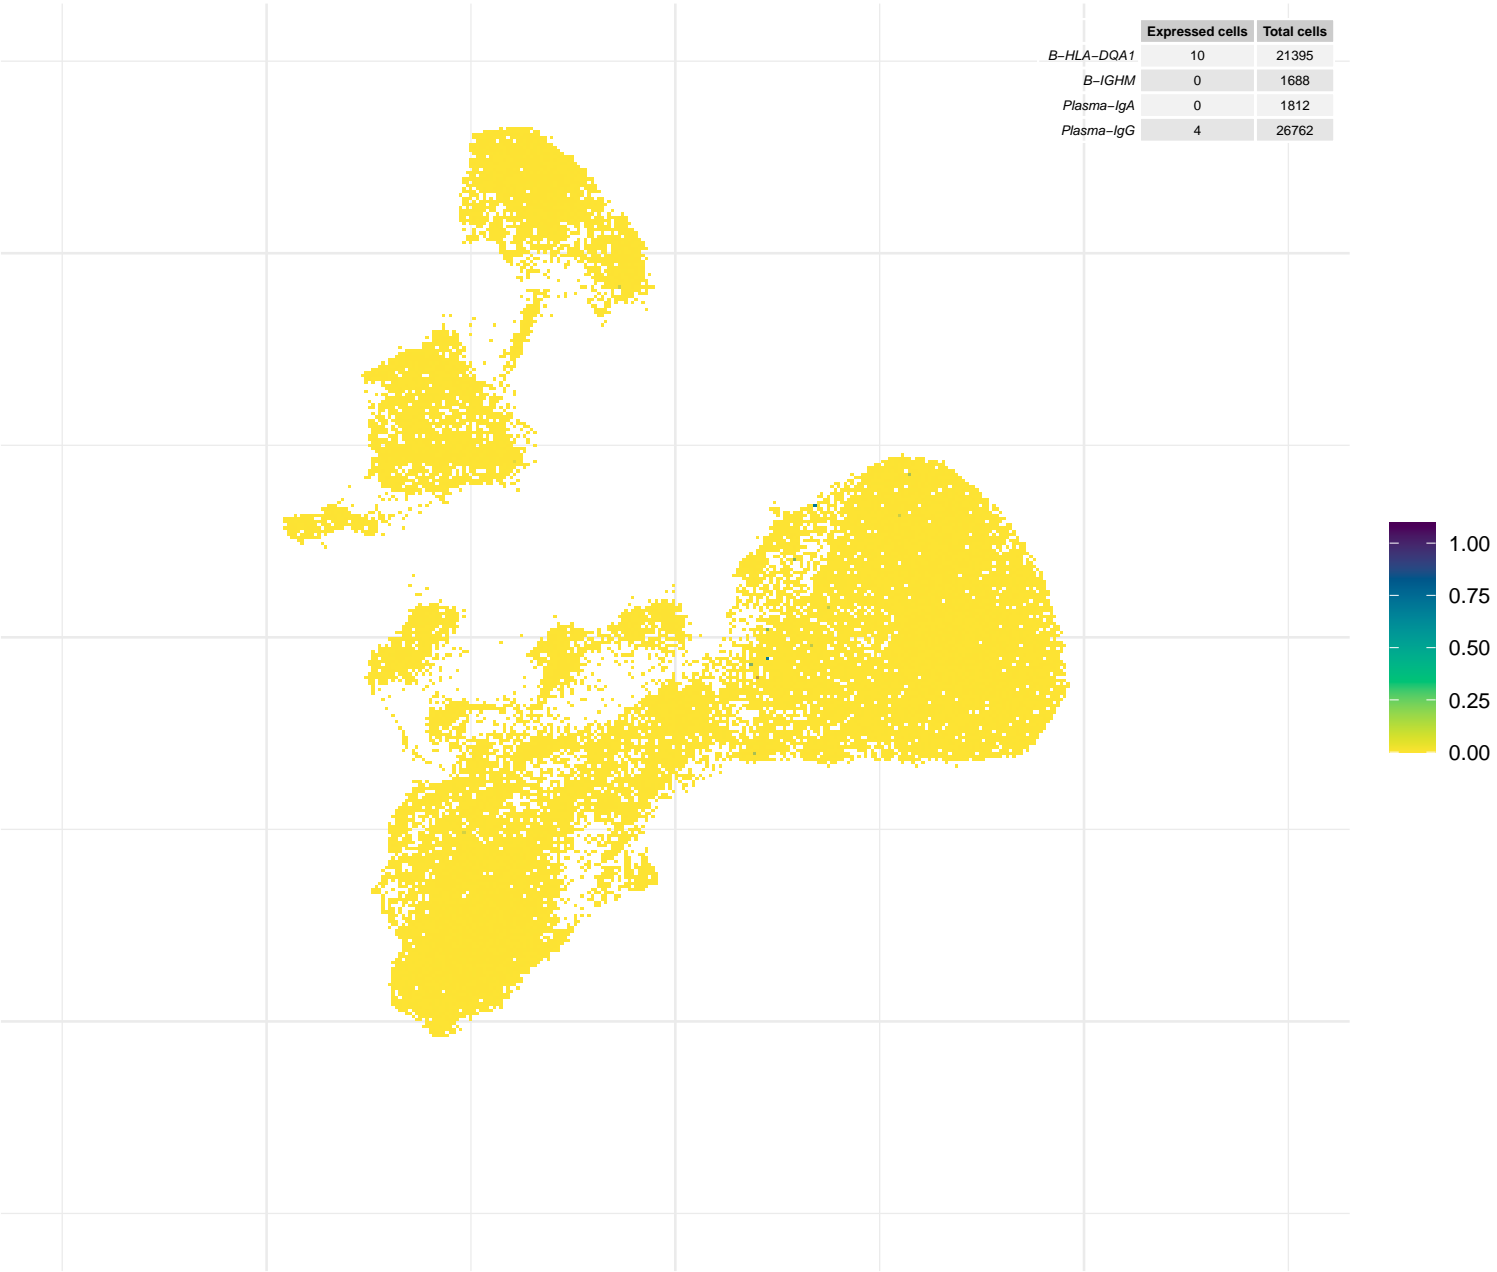 Expressed cells Total cells
B−HLA−DQA1 10 21395
B−IGHM 0 1688
Plasma−IgA 0 1812
Plasma−IgG 4 26762
1.00
0.75
0.50
0.25
0.00